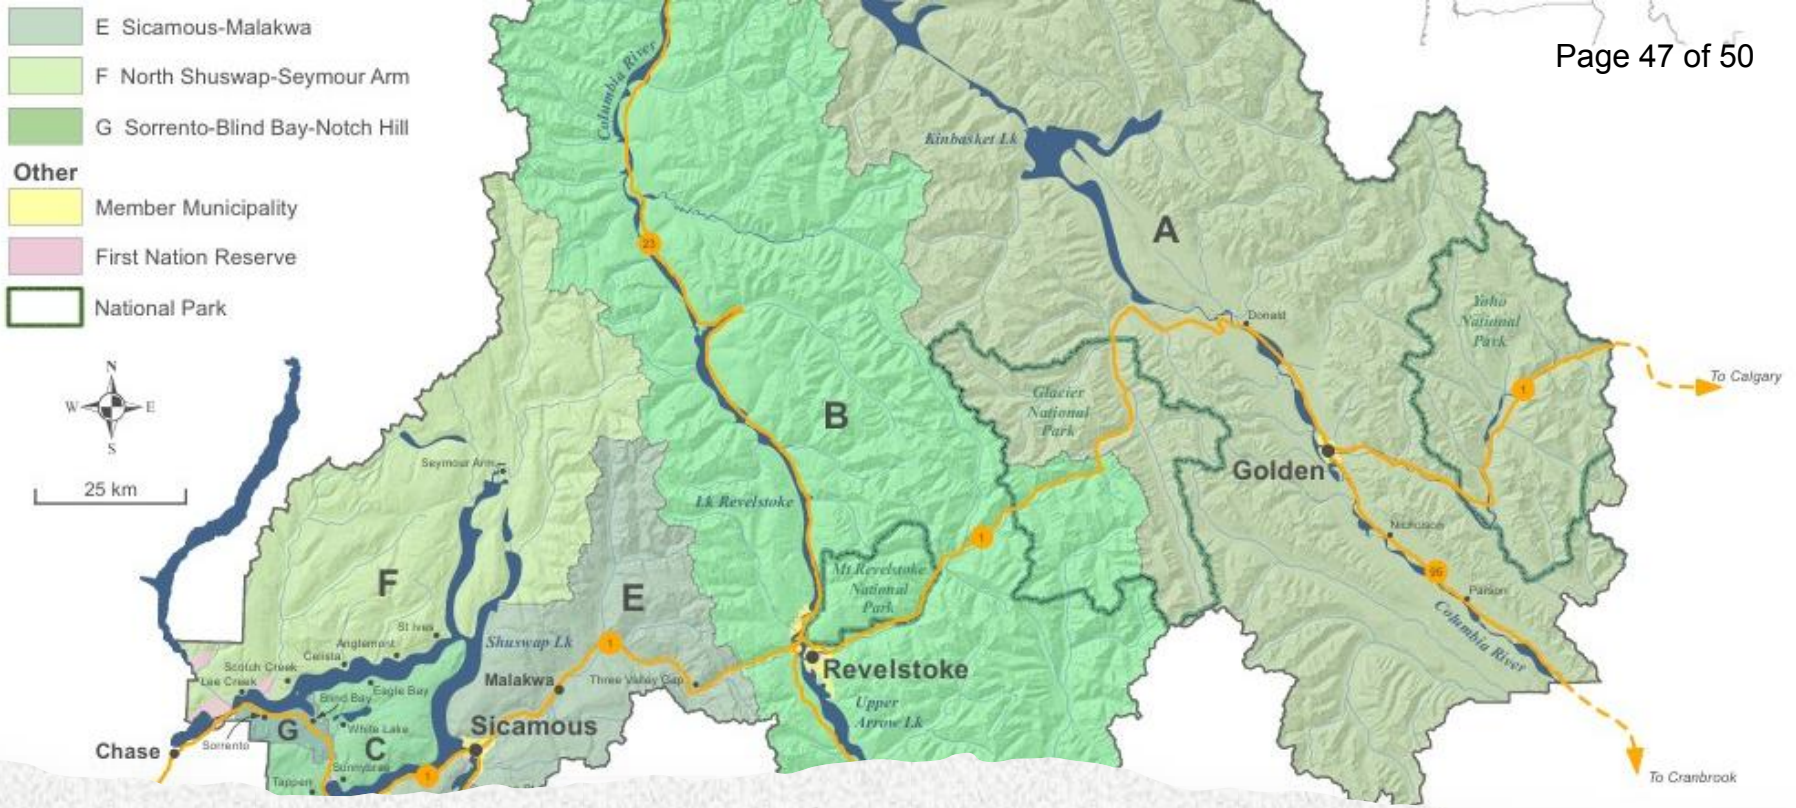 E Sicamous-Malakwa
F North Shuswap-Seymour Arm
G Sorrento-Blind Bay-Notch Hill
Other
Member Municipality
First Nation Reserve
National Park
N
W
E
S
25 km
Page 47 of 50
Columbia River
Kinbasket Lk
A
23
Donald
Yoho
National
Park
To Calgary
1
Glacier
National
Park
B
Golden
Seymour Arm
Lk Revelstoke
1
Nicholson
95
Parson
Columbia River
Mt Revelstoke
National
Park
F
E
St Ives
Anglemont
Celista
Shuswap Lk
1
Scotch Creek
Lee Creek
Malakwa
Three Valley Gap
Revelstoke
Blind Bay
Eagle Bay
Upper
Arrow Lk
White Lake
Sicamous
G
C
Sorrento
Chase
Sunnybrae
1
Tappen
To Cranbrook